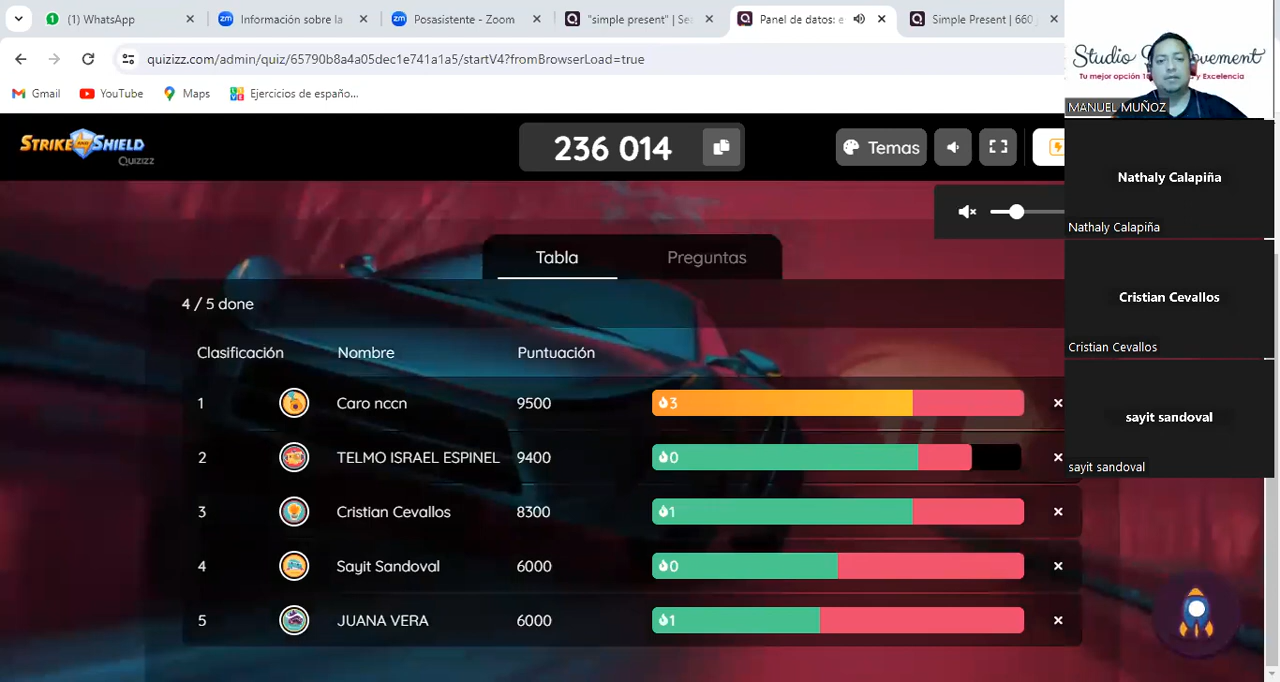 (1) WhatsApp
Información sobre la
Posasistente - Zoom
"simple present" | Se
Panel de datos: e
Simple Present | 660
quizizz.com/admin/quiz/65790b8a4a05dec1e741a1a5/startV4?fromBrowserLoad=true
Gmail
YouTube
Maps
Ejercicios de español...
Tu mejor opción
MANUEL MUÑOZ
STRIKE AND SHIELD
Quizizz
236 014
Temas
Nathaly Calapiña
Nathaly Calapiña
Tabla
Preguntas
4 / 5 done
Cristian Cevallos
Cristian Cevallos
Clasificación Nombre Puntuación
1 Caro nccn 9500 3
2 TELMO ISRAEL ESPINEL 9400 0
3 Cristian Cevallos 8300 1
4 Sayit Sandoval 6000 0
5 JUANA VERA 6000 1
sayit sandoval
sayit sandoval